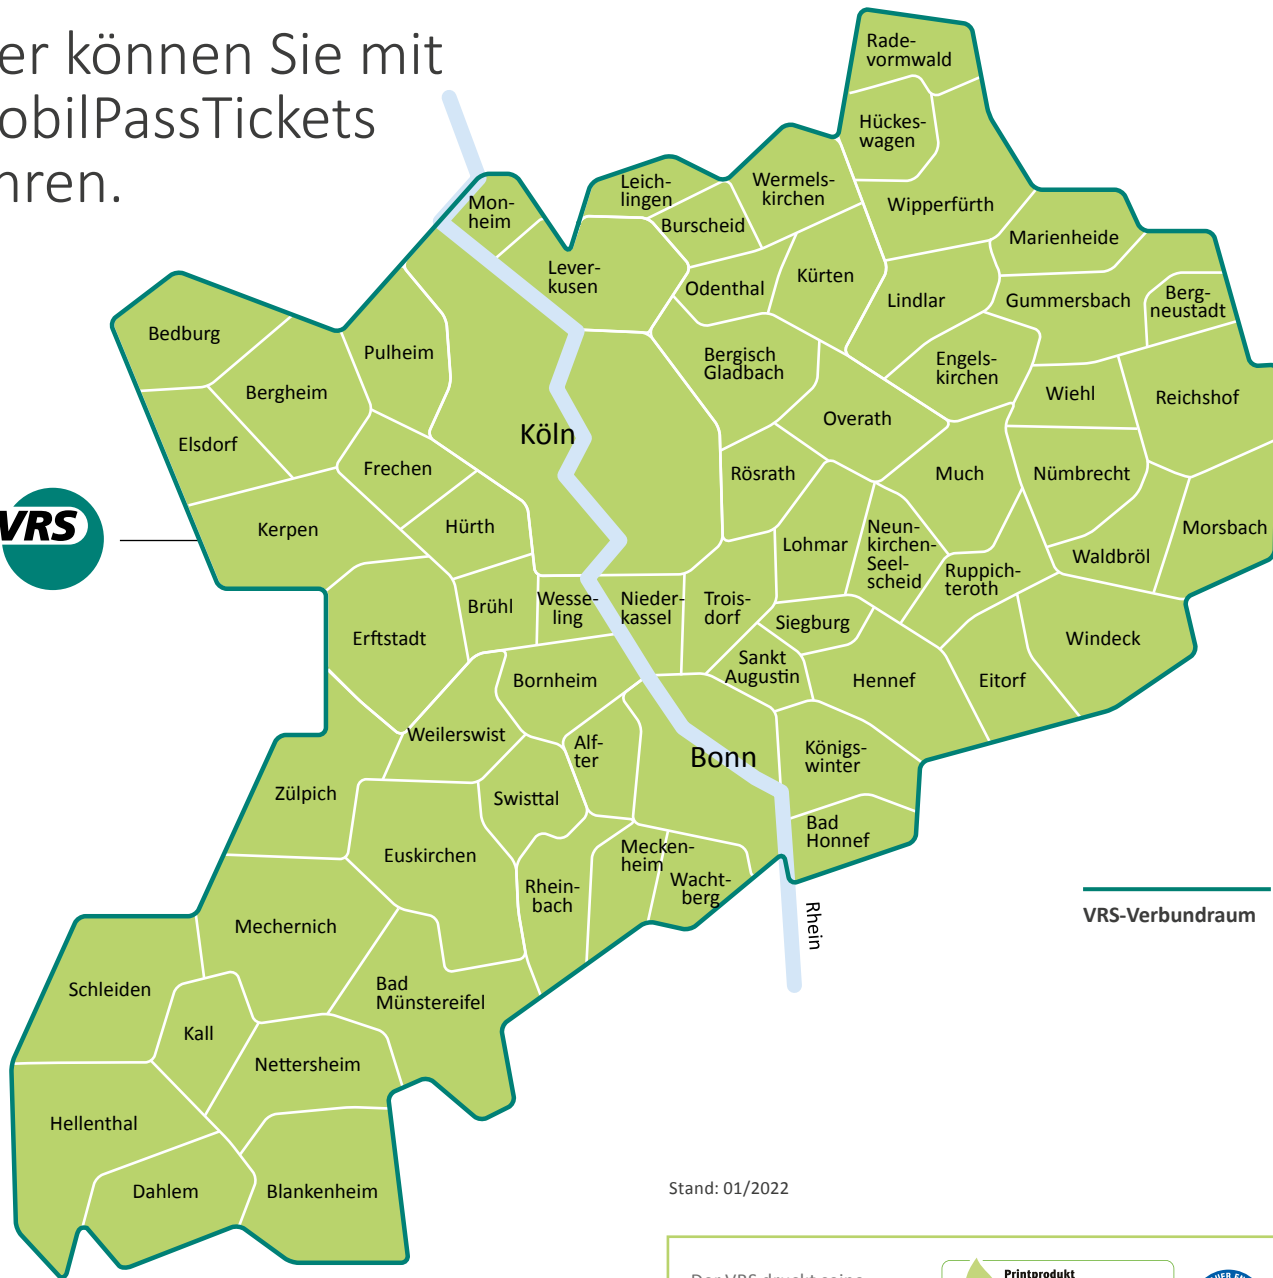 er können Sie mit
obilPassTickets
hren.
Rade-
vormwald
Hückes-
wagen
Wermels-
kirchen
Leich-
lingen
Wipperfürth
Mon-
heim
Burscheid
Marienheide
Lever-
kusen
Odenthal
Kürten
Lindlar
Gummersbach
Berg-
neustadt
Bedburg
Pulheim
Bergisch
Gladbach
Engels-
kirchen
Bergheim
Wiehl
Reichshof
Köln
Overath
Elsdorf
Frechen
Rösrath
Much
Nümbrecht
VRS
Kerpen
Hürth
Lohmar
Neun-
kirchen-
Seel-
scheid
Morsbach
Waldbröl
Ruppich-
teroth
Brühl
Wesse-
ling
Nieder-
kassel
Trois-
dorf
Siegburg
Erftstadt
Windeck
Sankt
Augustin
Bornheim
Hennef
Eitorf
Weilerswist
Alf-
ter
Bonn
Königs-
winter
Zülpich
Swisttal
Bad
Honnef
Euskirchen
Mecken-
heim
Wacht-
berg
Rhein-
bach
Rhein
VRS-Verbundraum
Mechernich
Schleiden
Bad
Münstereifel
Kall
Nettersheim
Hellenthal
Dahlem
Blankenheim
Stand: 01/2022
Printprodukt